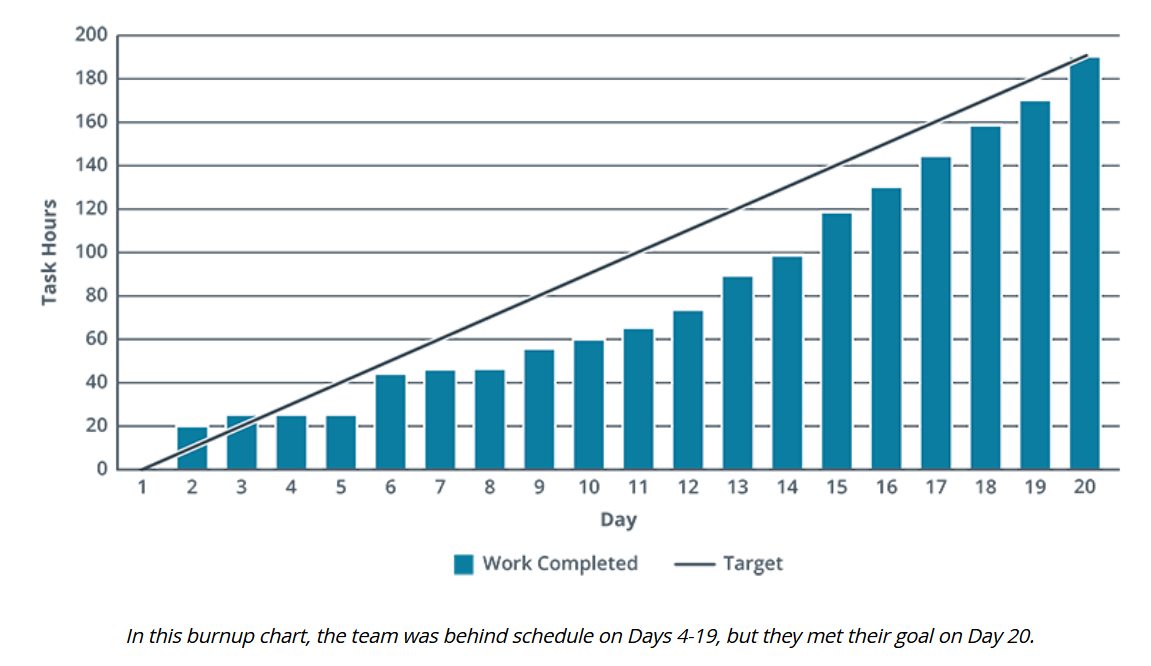 200
180
160
140
120
100
80
60
40
20
0
Task Hours
1 2 3 4 5 6 7 8 9 10 11 12 13 14 15 16 17 18 19 20
Day
Work Completed Target
In this burnup chart, the team was behind schedule on Days 4-19, but they met their goal on Day 20.